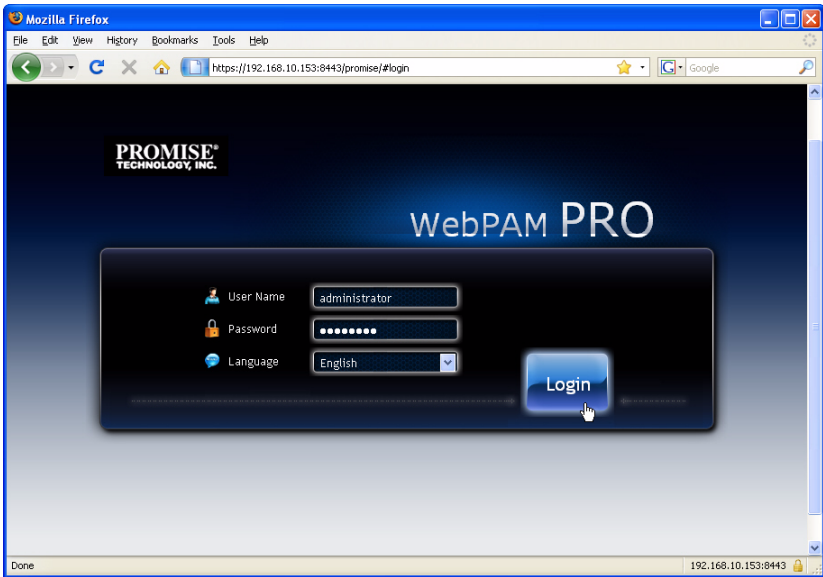 Mozilla Firefox
File Edit View History Bookmarks Tools Help
https://192.168.10.153:8443/promise/#login
G Google
PROMISE®
TECHNOLOGY, INC.
WebPAM PRO
User Name administrator
Password ●●●●●●●●
Language English
Login
Done 192.168.10.153:8443